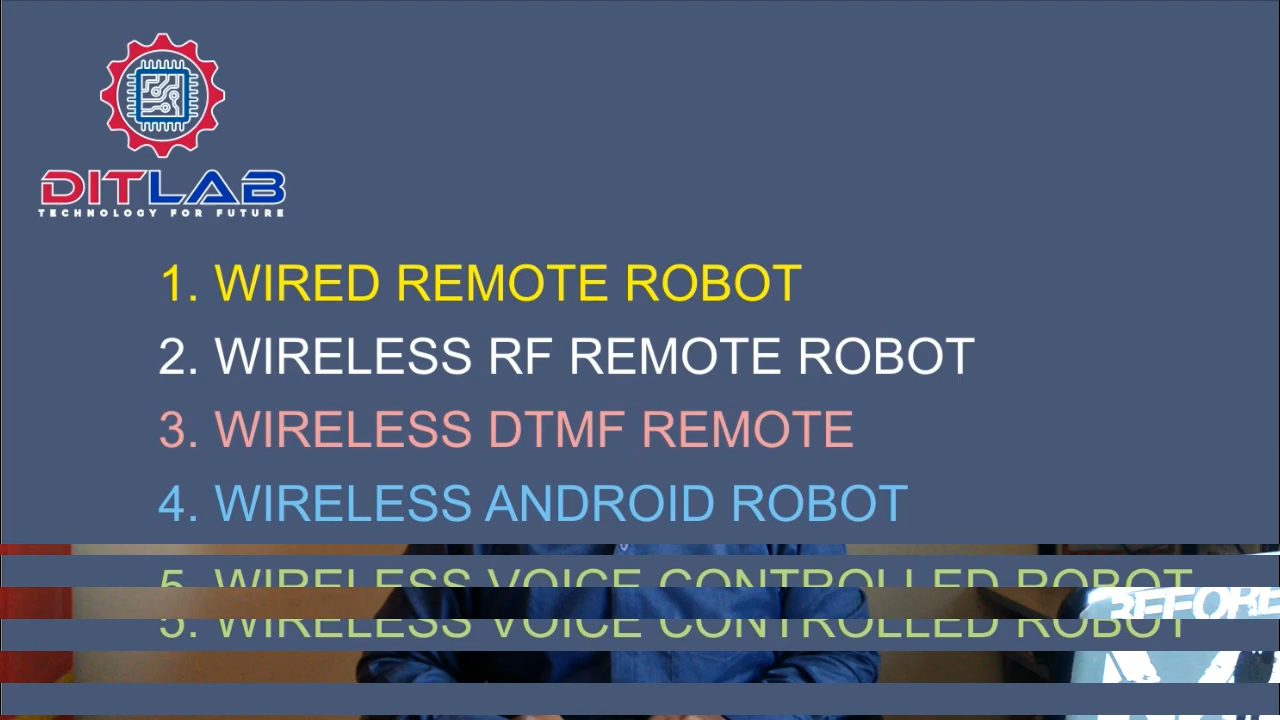 DITLAB
TECHNOLOGY FOR FUTURE
1. WIRED REMOTE ROBOT
2. WIRELESS RF REMOTE ROBOT
3. WIRELESS DTMF REMOTE
4. WIRELESS ANDROID ROBOT
5. WIRELESS VOICE CONTROLLED ROBOT
BEFORE